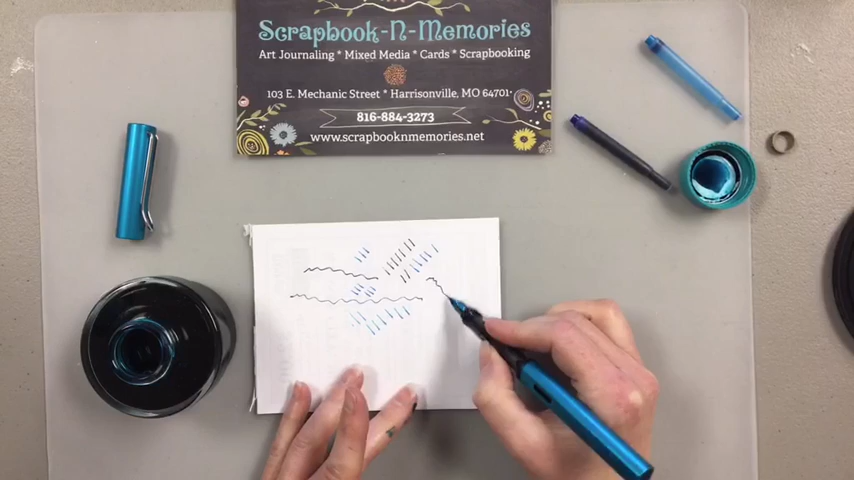 Scrapbook-N-Memories
Art Journaling * Mixed Media * Cards * Scrapbooking
103 E. Mechanic Street * Harrisonville, MO 64701
816-884-3273
www.scrapbooknmemories.net